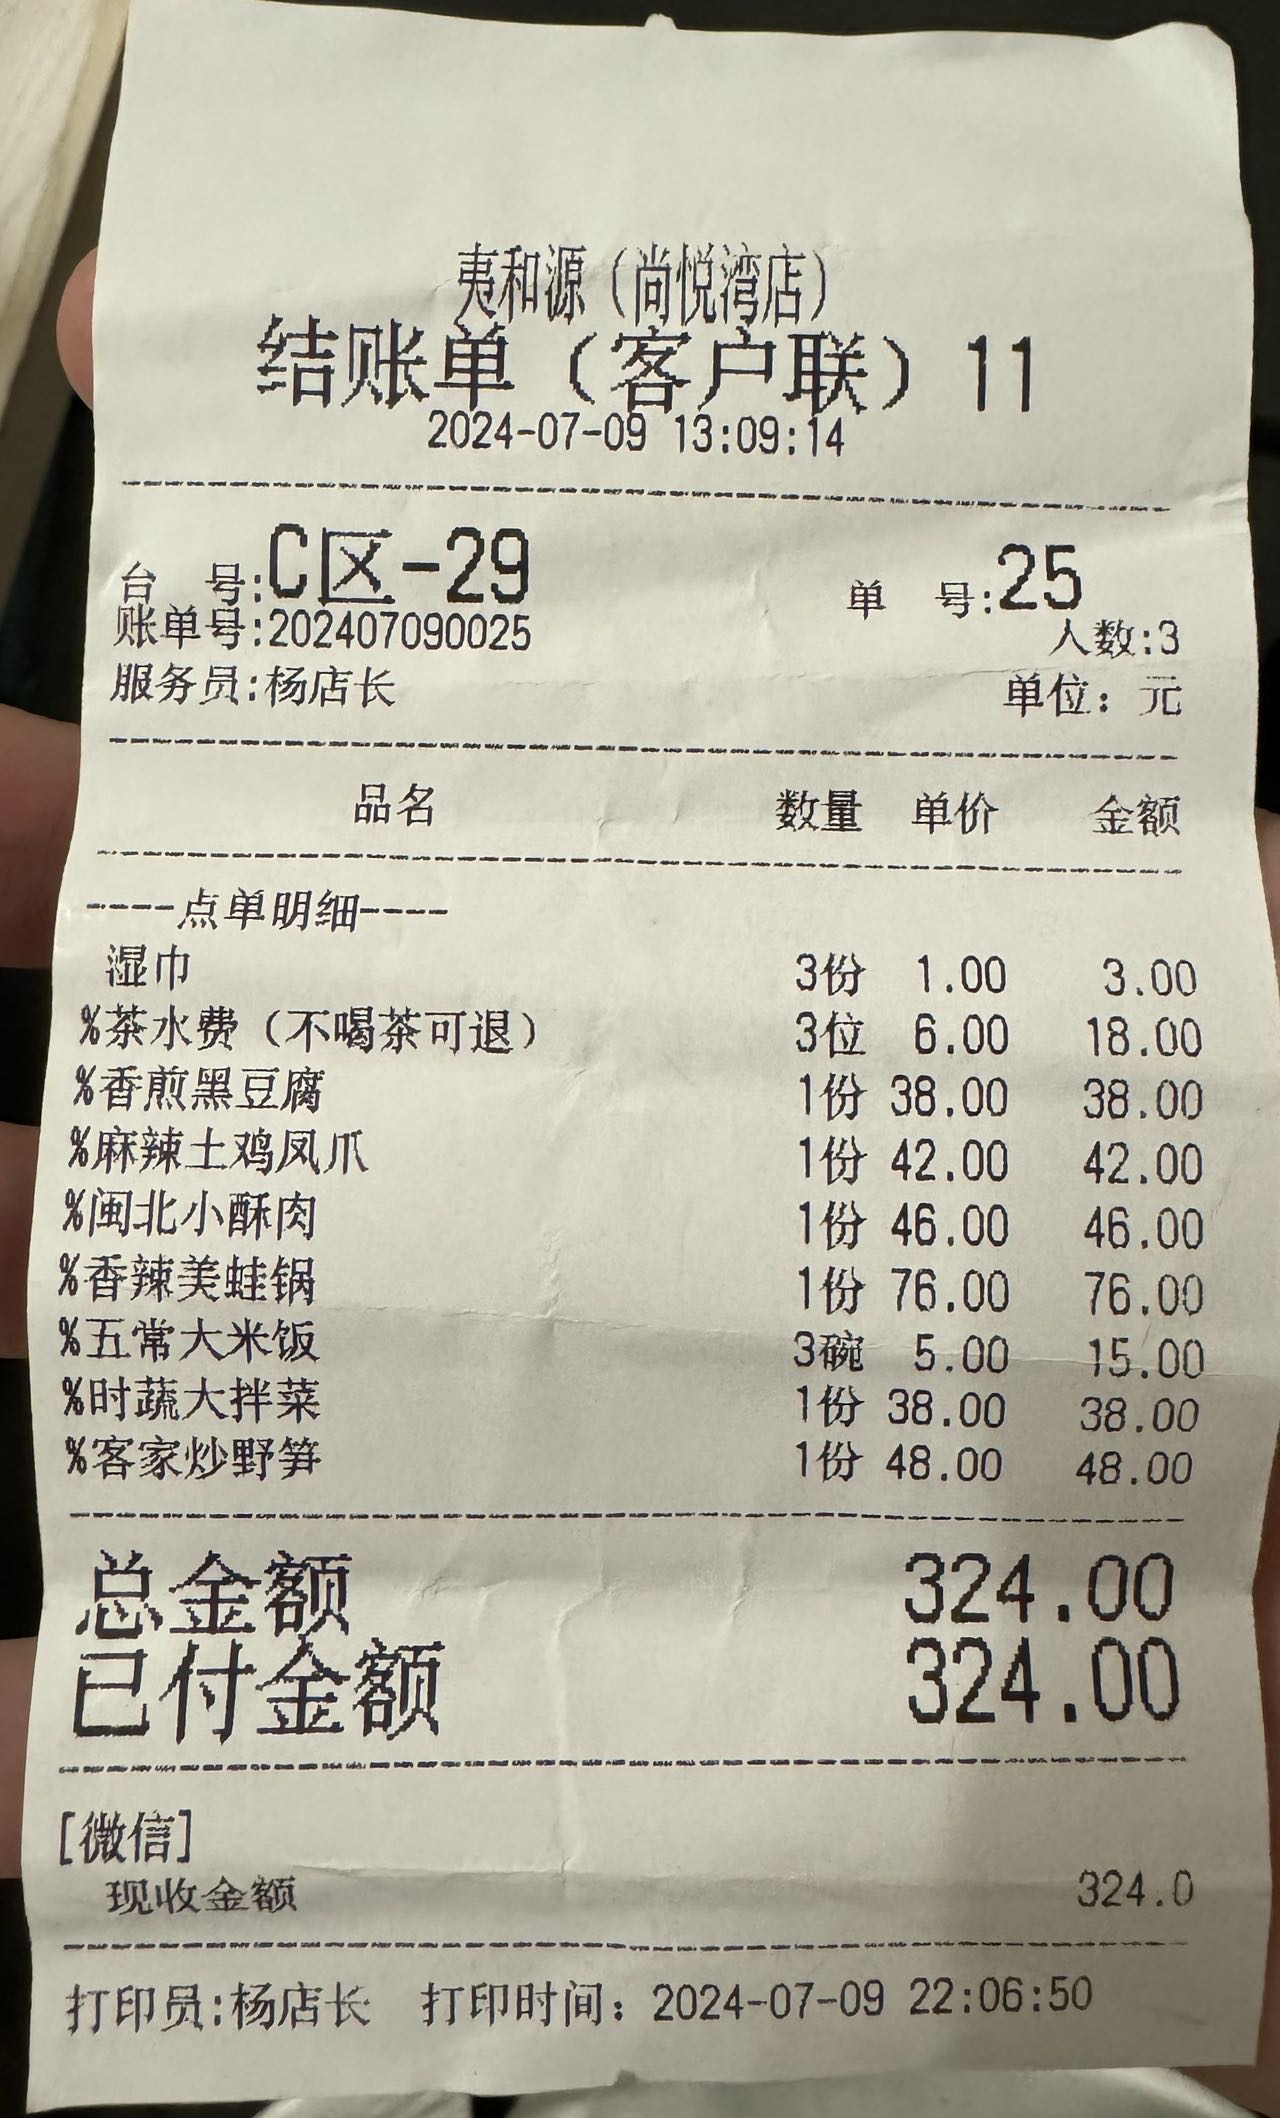 夷和源（尚悦湾店）
结账单（客户联）11
2024-07-09 13:09:14
台 号:C区-29 单 号:25
账单号:202407090025 人数:3
服务员:杨店长 单位：元
品名 数量 单价 金额
----点单明细----
湿巾 3份 1.00 3.00
%茶水费（不喝茶可退） 3位 6.00 18.00
%香煎黑豆腐 1份 38.00 38.00
%麻辣土鸡凤爪 1份 42.00 42.00
%闽北小酥肉 1份 46.00 46.00
%香辣美蛙锅 1份 76.00 76.00
%五常大米饭 3碗 5.00 15.00
%时蔬大拌菜 1份 38.00 38.00
%客家炒野笋 1份 48.00 48.00
总金额 324.00
已付金额 324.00
[微信]
现收金额 324.0
打印员:杨店长 打印时间：2024-07-09 22:06:50